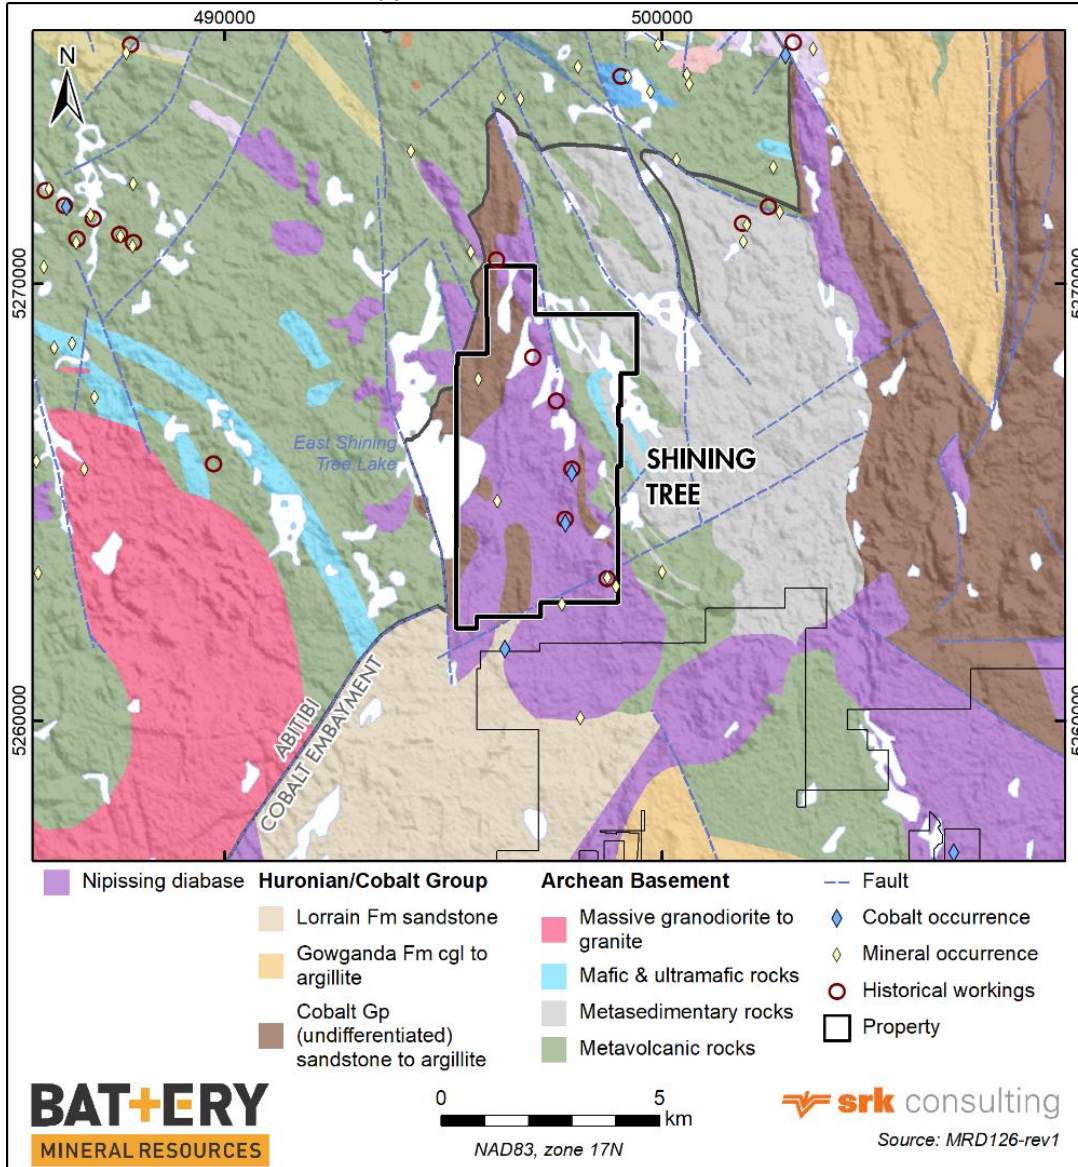 490000
500000
N
5270000
5270000
East Shining
Tree Lake
SHINING
TREE
ABITIBI
COBALT EMBAYMENT
5260000
5260000
Nipissing diabase
Huronian/Cobalt Group
Lorrain Fm sandstone
Gowganda Fm cgl to
argillite
Cobalt Gp
(undifferentiated)
sandstone to argillite
Archean Basement
Massive granodiorite to
granite
Mafic & ultramafic rocks
Metasedimentary rocks
Metavolcanic rocks
Fault
Cobalt occurrence
Mineral occurrence
Historical workings
Property
BATTERY
MINERAL RESOURCES
0 5
km
NAD83, zone 17N
srk consulting
Source: MRD126-rev1